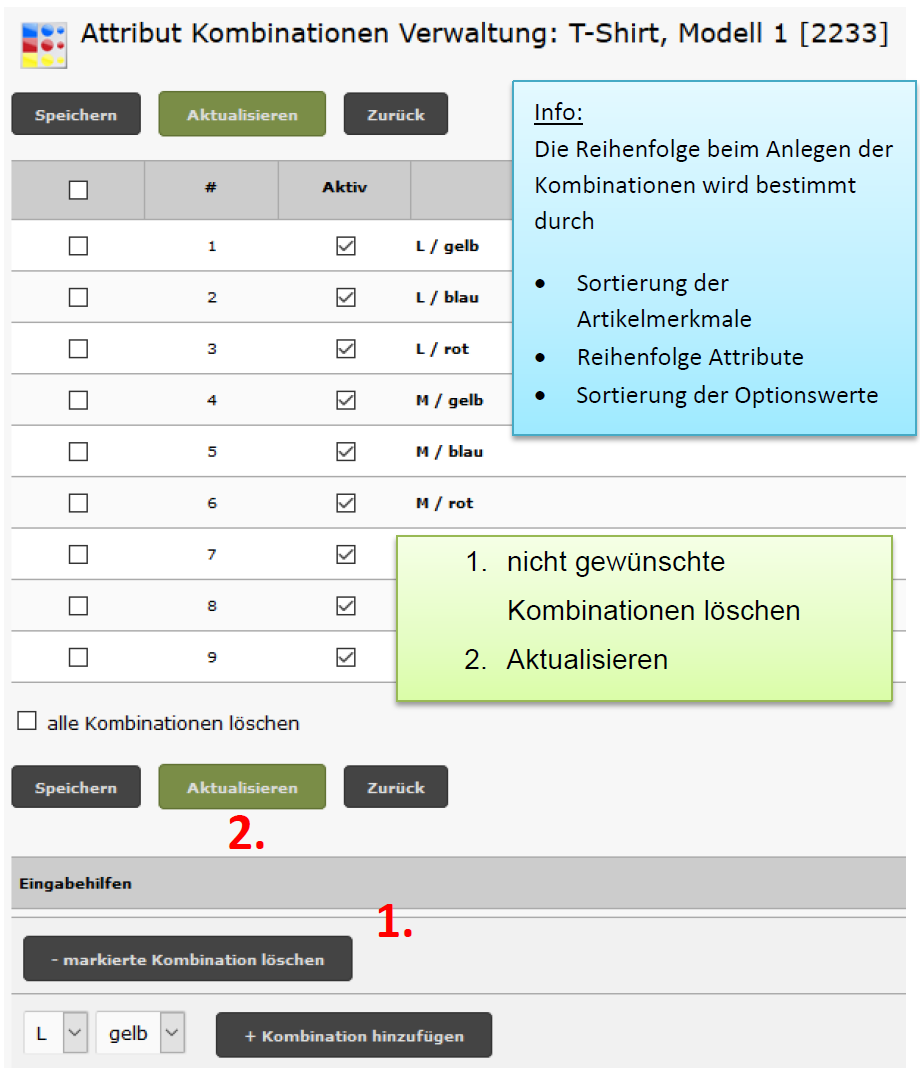 Attribut Kombinationen Verwaltung: T-Shirt, Modell 1 [2233]
Speichern Aktualisieren Zurück
Info:
Die Reihenfolge beim Anlegen der
Kombinationen wird bestimmt
durch
• Sortierung der
Artikelmerkmale
• Reihenfolge Attribute
• Sortierung der Optionswerte
# Aktiv
1 L / gelb
2 L / blau
3 L / rot
4 M / gelb
5 M / blau
6 M / rot
7
8
9
1. nicht gewünschte
Kombinationen löschen
2. Aktualisieren
alle Kombinationen löschen
Speichern Aktualisieren Zurück
2.
Eingabehilfen
1.
- markierte Kombination löschen
L gelb + Kombination hinzufügen